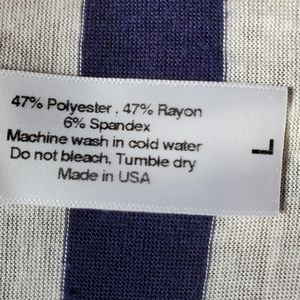 47% Polyester , 47% Rayon
6% Spandex
Machine wash in cold water
Do not bleach, Tumble dry
Made in USA
L